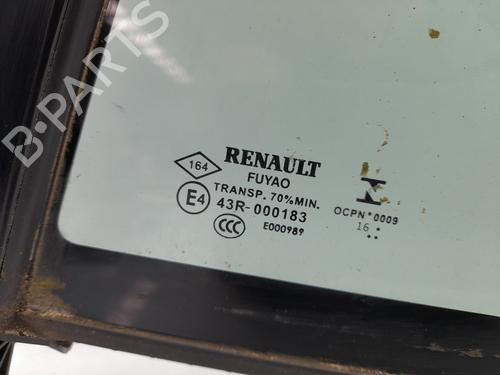 B-PARTS
164
RENAULT
FUYAO
TRANSP. 70%MIN.
E4
43R-000183
CCC
E000989
OCPN°0009
16